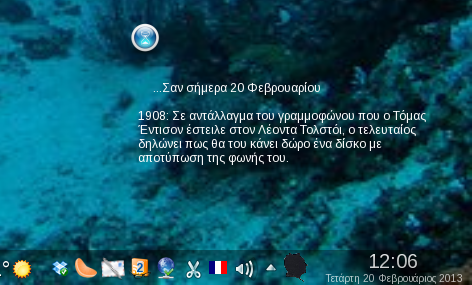 ...Σαν σήμερα 20 Φεβρουαρίου
1908: Σε αντάλλαγμα του γραμμοφώνου που ο Τόμας
Έντισον έστειλε στον Λέοντα Τολστόι, ο τελευταίος
δηλώνει πως θα του κάνει δώρο ένα δίσκο με
αποτύπωση της φωνής του.
2
12:06
Τετάρτη 20 Φεβρουάριος 2013